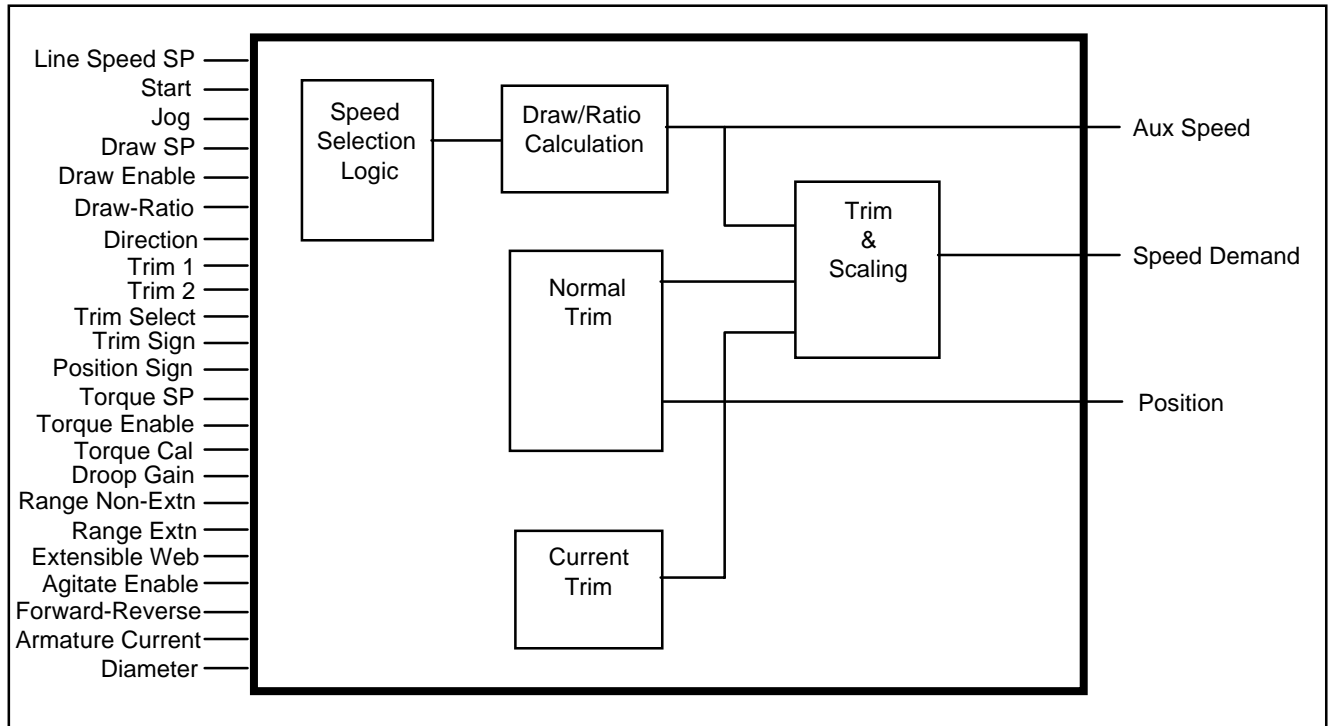 Line Speed SP
Start
Jog
Draw SP
Draw Enable
Draw-Ratio
Direction
Trim 1
Trim 2
Trim Select
Trim Sign
Position Sign
Torque SP
Torque Enable
Torque Cal
Droop Gain
Range Non-Extn
Range Extn
Extensible Web
Agitate Enable
Forward-Reverse
Armature Current
Diameter
Speed
Selection
Logic
Draw/Ratio
Calculation
Normal
Trim
Current
Trim
Trim
&
Scaling
Aux Speed
Speed Demand
Position